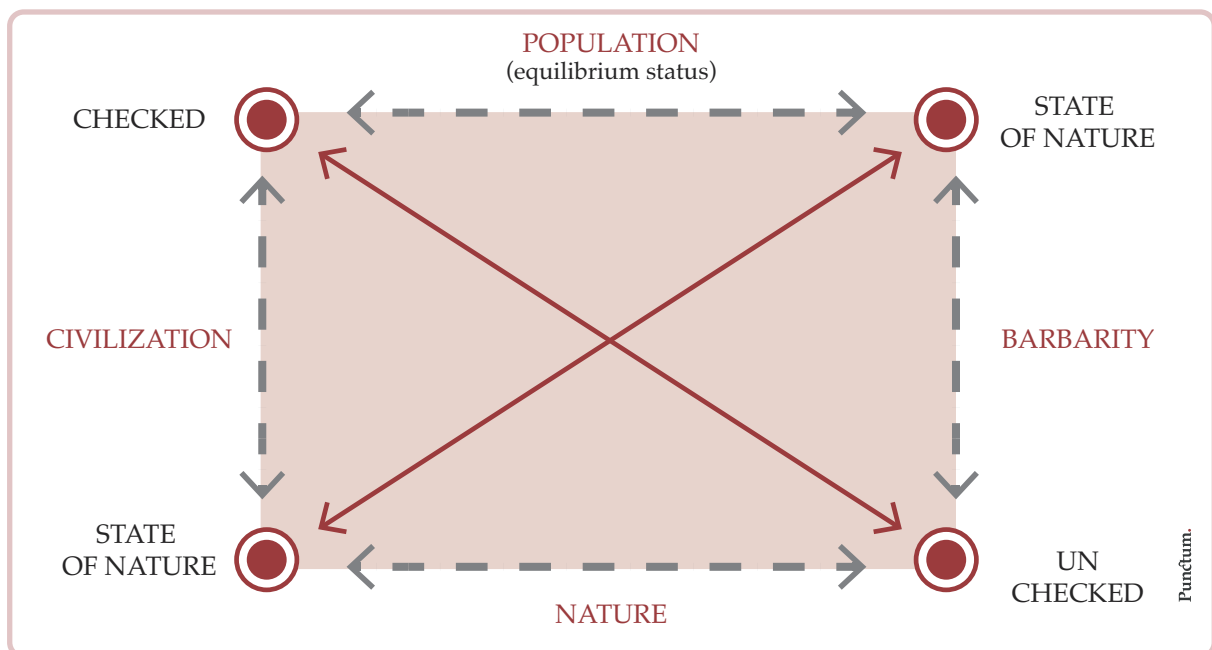 POPULATION
(equilibrium status)
CHECKED
STATE
OF NATURE
CIVILIZATION
BARBARITY
STATE
OF NATURE
UN
CHECKED
NATURE
Punctum.